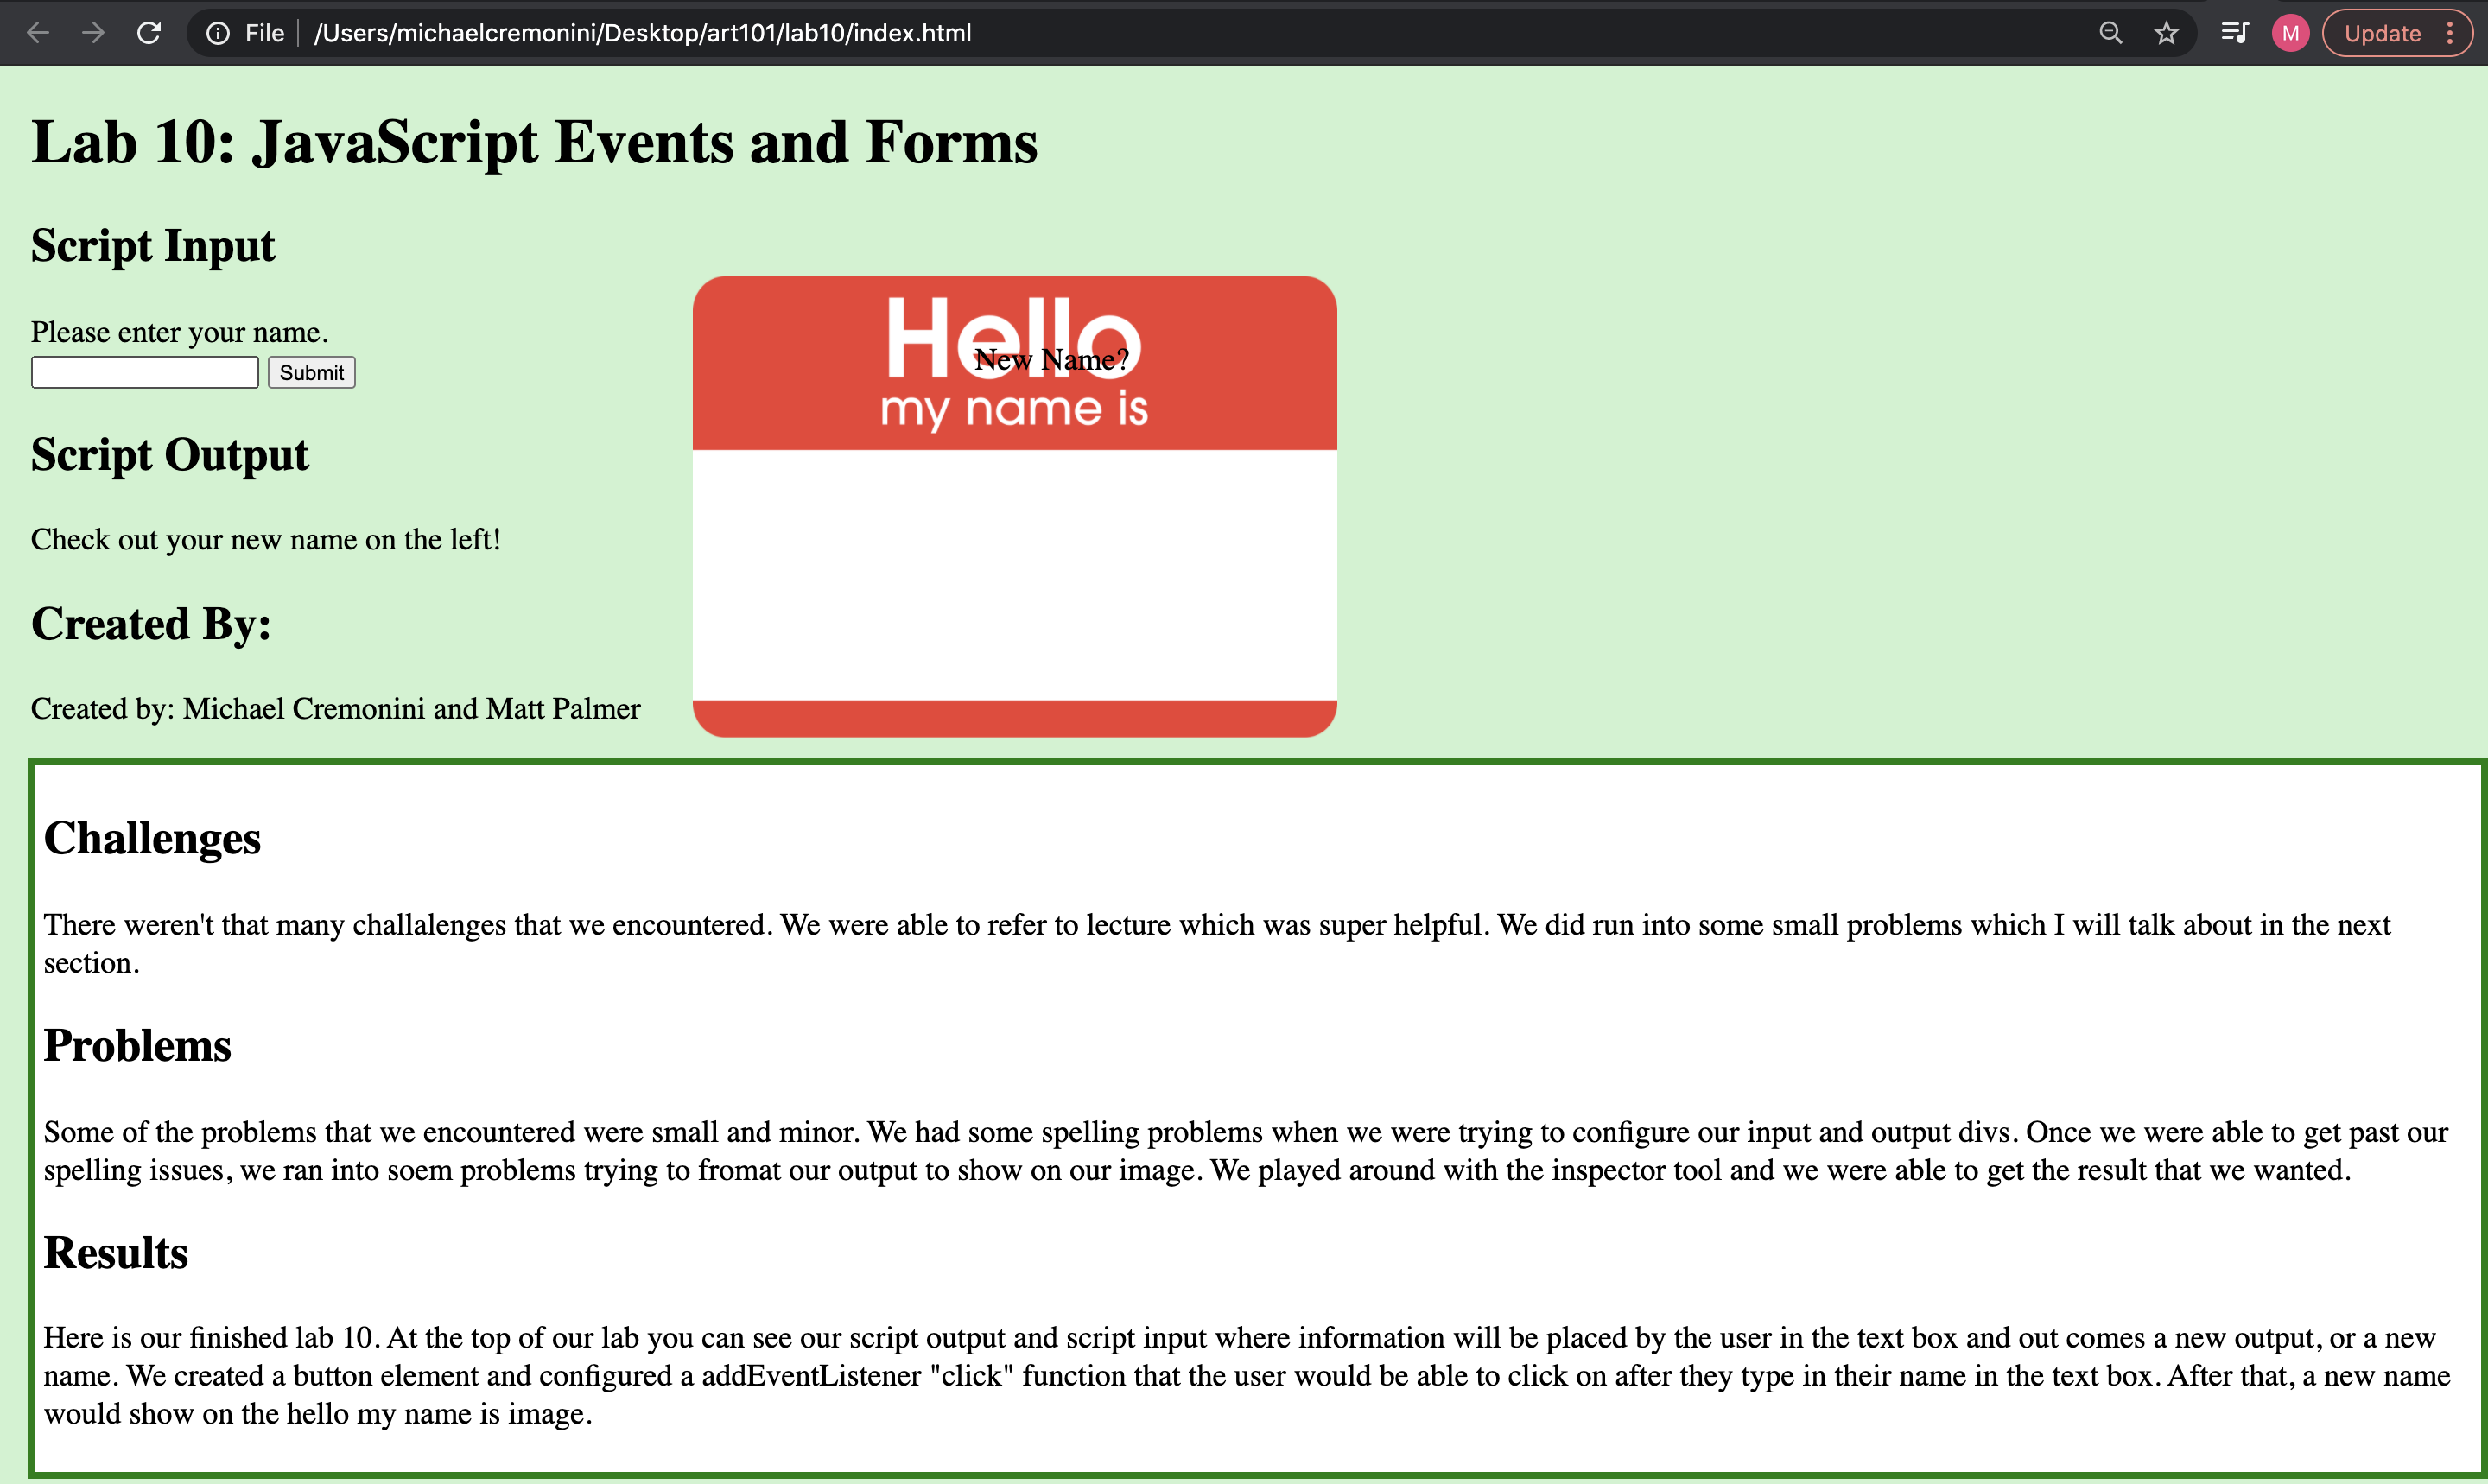 File /Users/michaelcremonini/Desktop/art101/lab10/index.html M Update
Lab 10: JavaScript Events and Forms
Script Input
Please enter your name.
Submit
Hello
New Name?
my name is
Script Output
Check out your new name on the left!
Created By:
Created by: Michael Cremonini and Matt Palmer
Challenges
There weren't that many challalenges that we encountered. We were able to refer to lecture which was super helpful. We did run into some small problems which I will talk about in the next
section.
Problems
Some of the problems that we encountered were small and minor. We had some spelling problems when we were trying to configure our input and output divs. Once we were able to get past our
spelling issues, we ran into soem problems trying to fromat our output to show on our image. We played around with the inspector tool and we were able to get the result that we wanted.
Results
Here is our finished lab 10. At the top of our lab you can see our script output and script input where information will be placed by the user in the text box and out comes a new output, or a new
name. We created a button element and configured a addEventListener "click" function that the user would be able to click on after they type in their name in the text box. After that, a new name
would show on the hello my name is image.